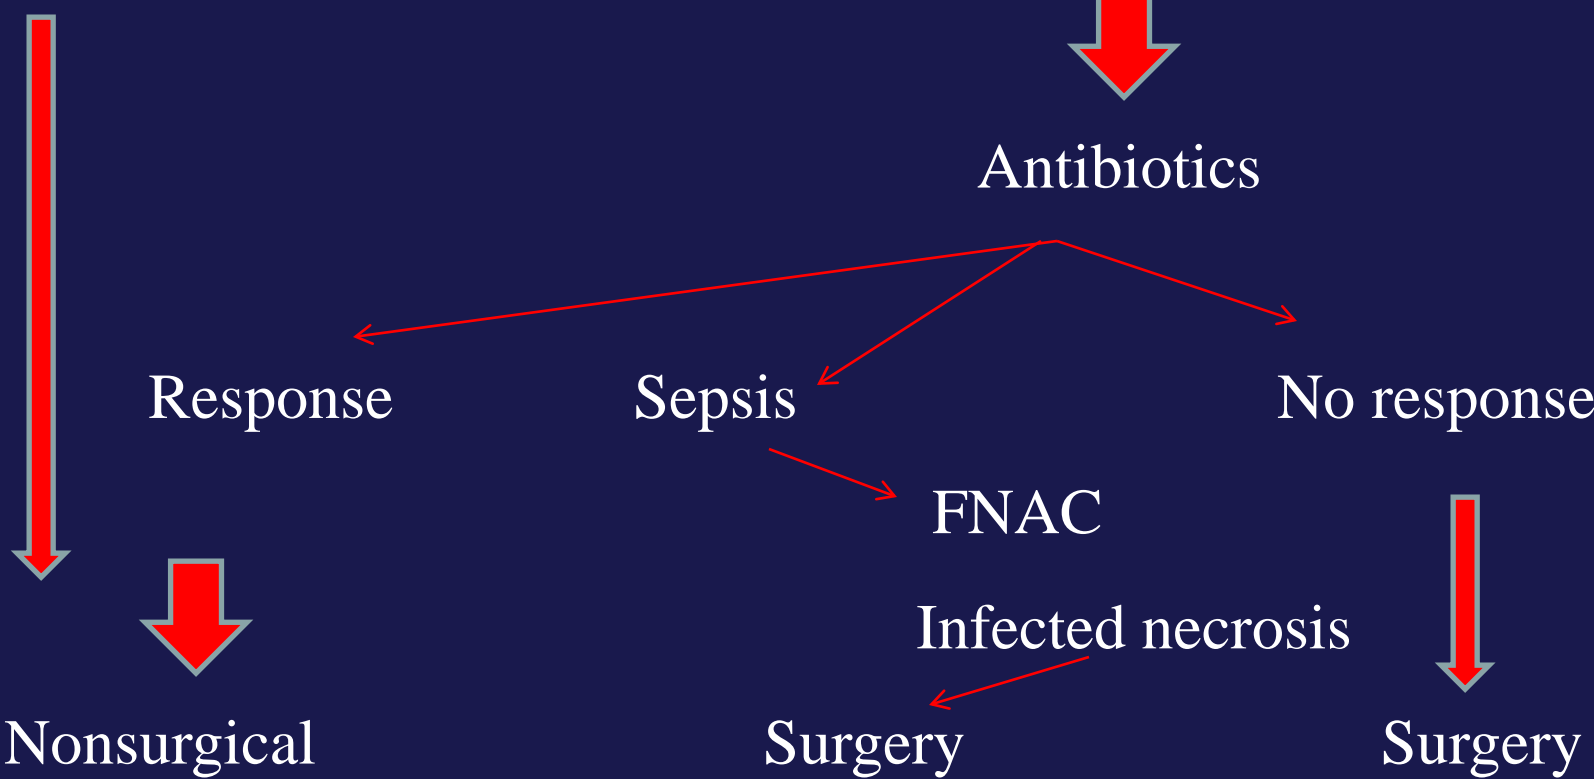 Antibiotics
Response Sepsis No response
FNAC
Infected necrosis
Nonsurgical Surgery Surgery